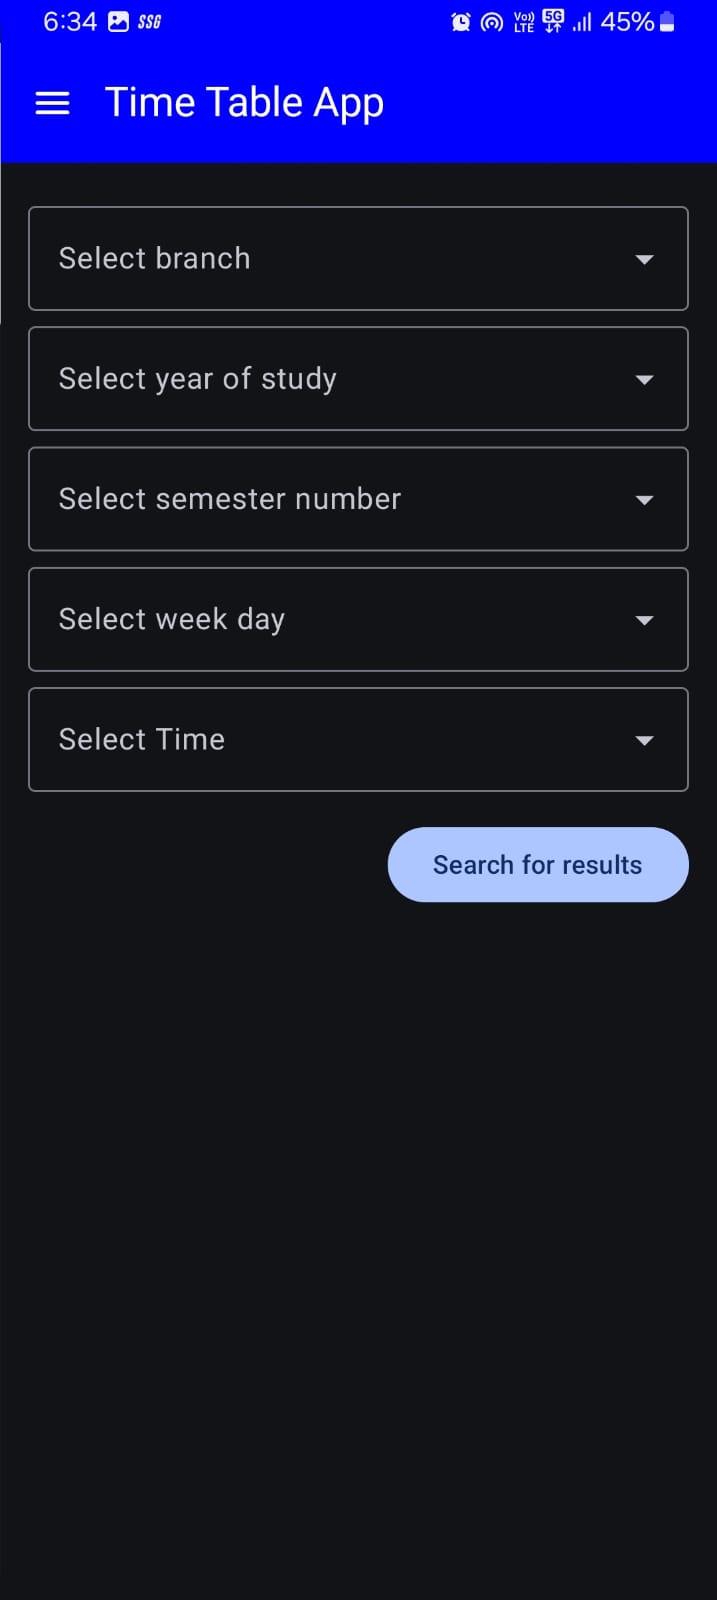 6:34 SSG Vo)) LTE 5G 45%
Time Table App
Select branch
Select year of study
Select semester number
Select week day
Select Time
Search for results